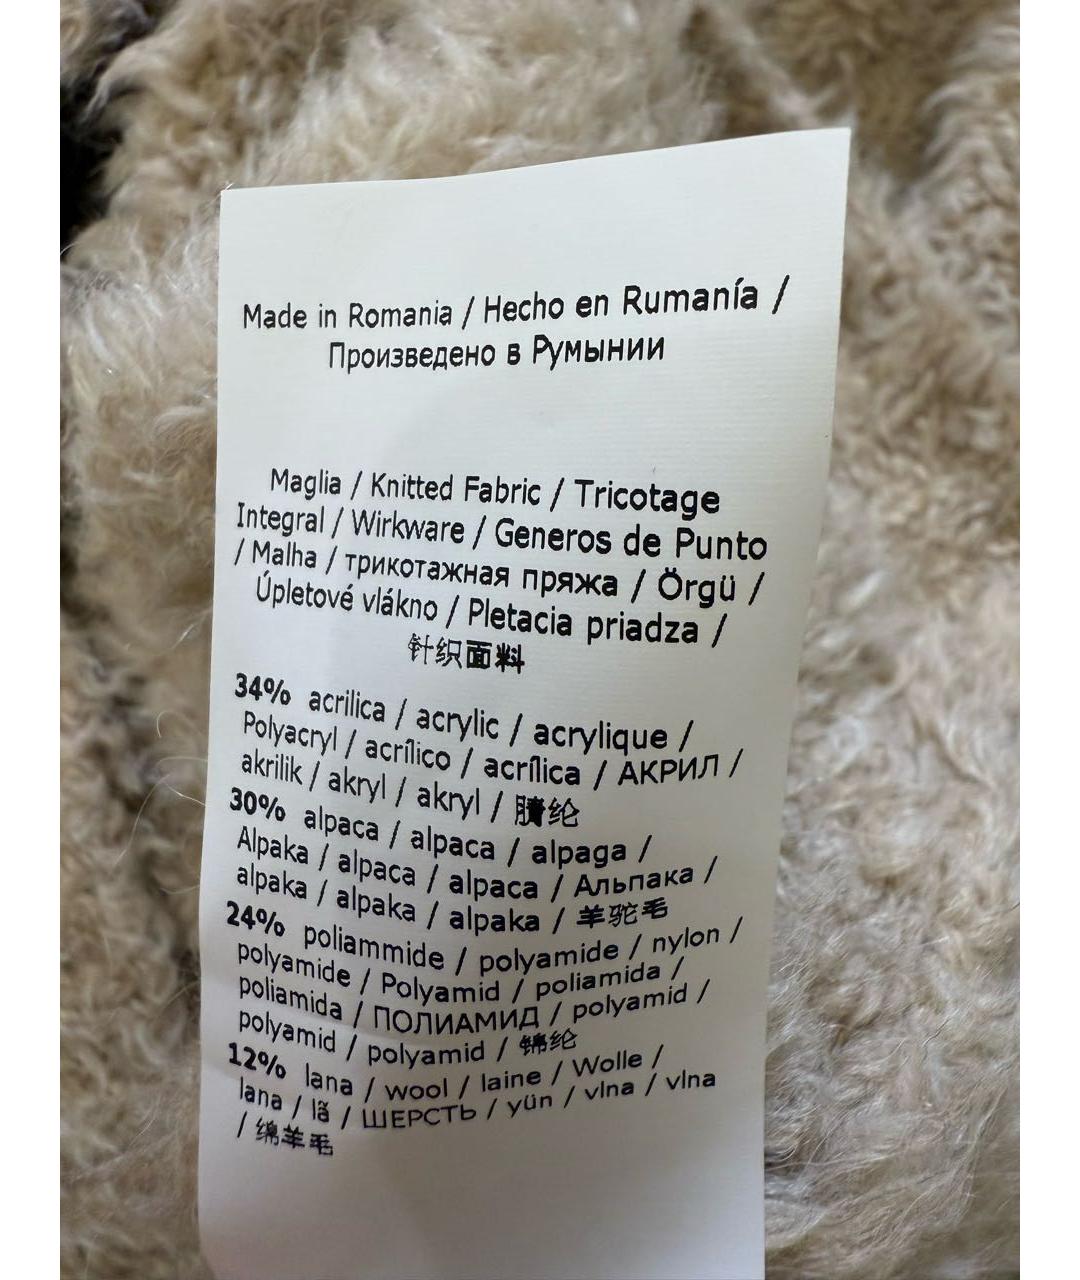 Made in Romania / Hecho en Rumanía /
Произведено в Румынии
Maglia / Knitted Fabric / Tricotage
Integral / Wirkware / Generos de Punto
/ Malha / трикотажная пряжа / Örgü /
Úpletové vlákno / Pletacia priadza /
针织面料
34% acrilica / acrylic / acrylique /
Polyacryl / acrílico / acrílica / АКРИЛ /
akrilik / akryl / akryl / 腈纶
30% alpaca / alpaca / alpaga /
Alpaka / alpaca / alpaca / Альпака /
alpaka / alpaka / alpaka / 羊驼毛
24% poliammide / polyamide / nylon /
polyamide / Polyamid / poliamida /
poliamida / ПОЛИАМИД / polyamid /
polyamid / polyamid / 锦纶
12% lana / wool / laine / Wolle /
lana / lã / ШЕРСТЬ / yün / vlna / vlna
/ 绵羊毛